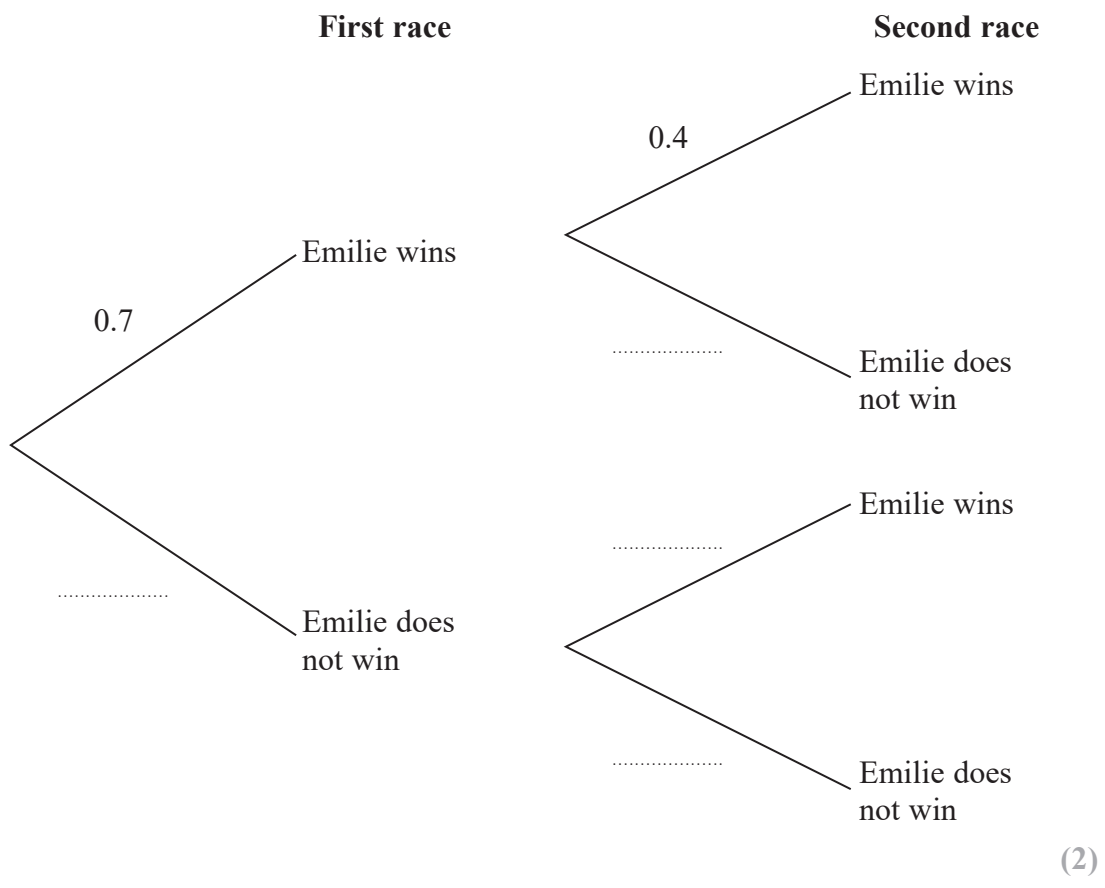 First race
Second race
Emilie wins
0.4
Emilie wins
0.7
....................
Emilie does
not win
Emilie wins
....................
....................
Emilie does
not win
....................
Emilie does
not win
(2)